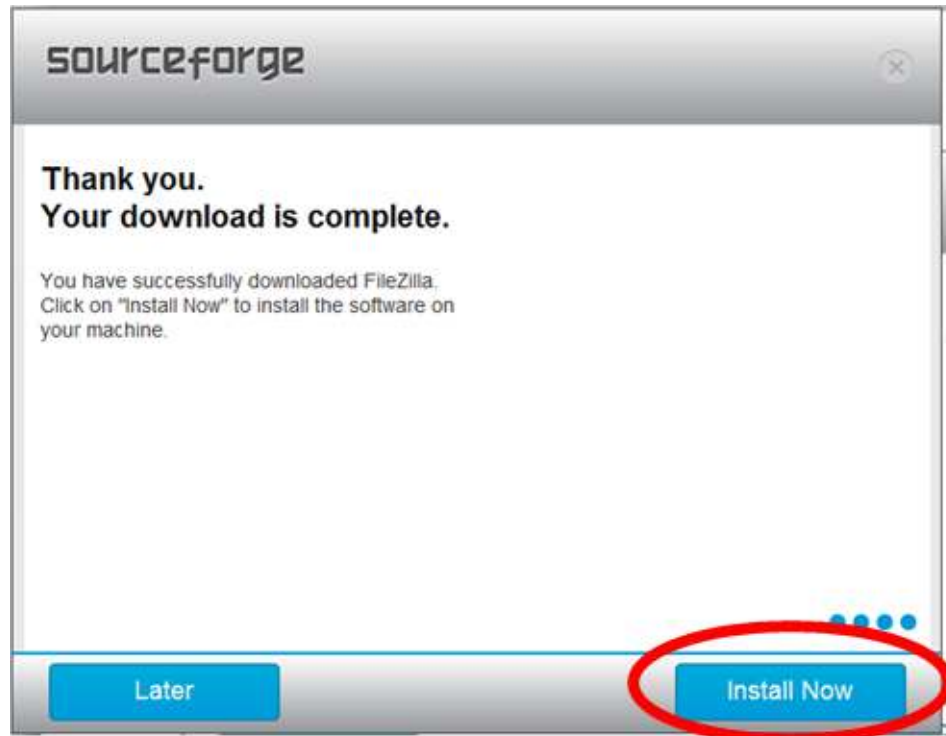 sourceforge
Thank you.
Your download is complete.
You have successfully downloaded FileZilla.
Click on "Install Now" to install the software on
your machine.
Later
Install Now